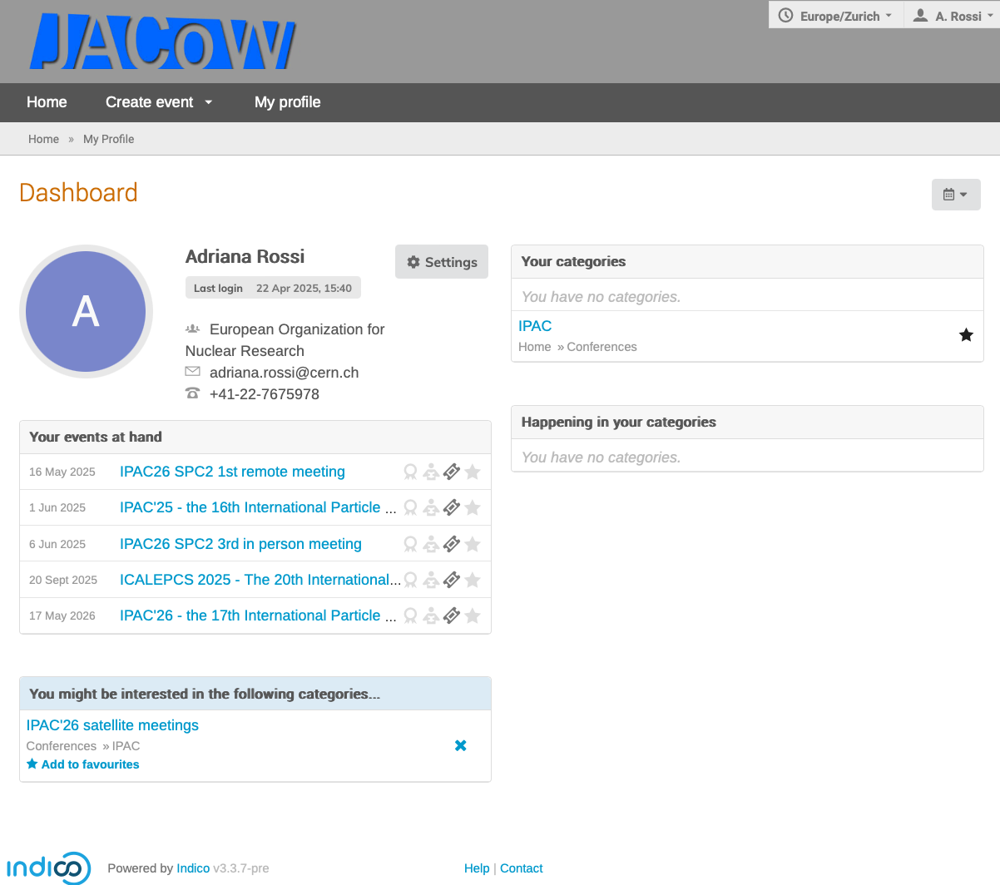 JACoW
Europe/Zurich
A. Rossi
Home
Create event
My profile
Home » My Profile
Dashboard
A
Adriana Rossi
Settings
Last login 22 Apr 2025, 15:40
European Organization for
Nuclear Research
adriana.rossi@cern.ch
+41-22-7675978
Your events at hand
16 May 2025 IPAC26 SPC2 1st remote meeting
1 Jun 2025 IPAC'25 - the 16th International Particle ...
6 Jun 2025 IPAC26 SPC2 3rd in person meeting
20 Sept 2025 ICALEPCS 2025 - The 20th International...
17 May 2026 IPAC'26 - the 17th International Particle ...
You might be interested in the following categories...
IPAC'26 satellite meetings
Conferences » IPAC
Add to favourites
Your categories
You have no categories.
IPAC
Home » Conferences
Happening in your categories
You have no categories.
indico
Powered by Indico v3.3.7-pre
Help | Contact